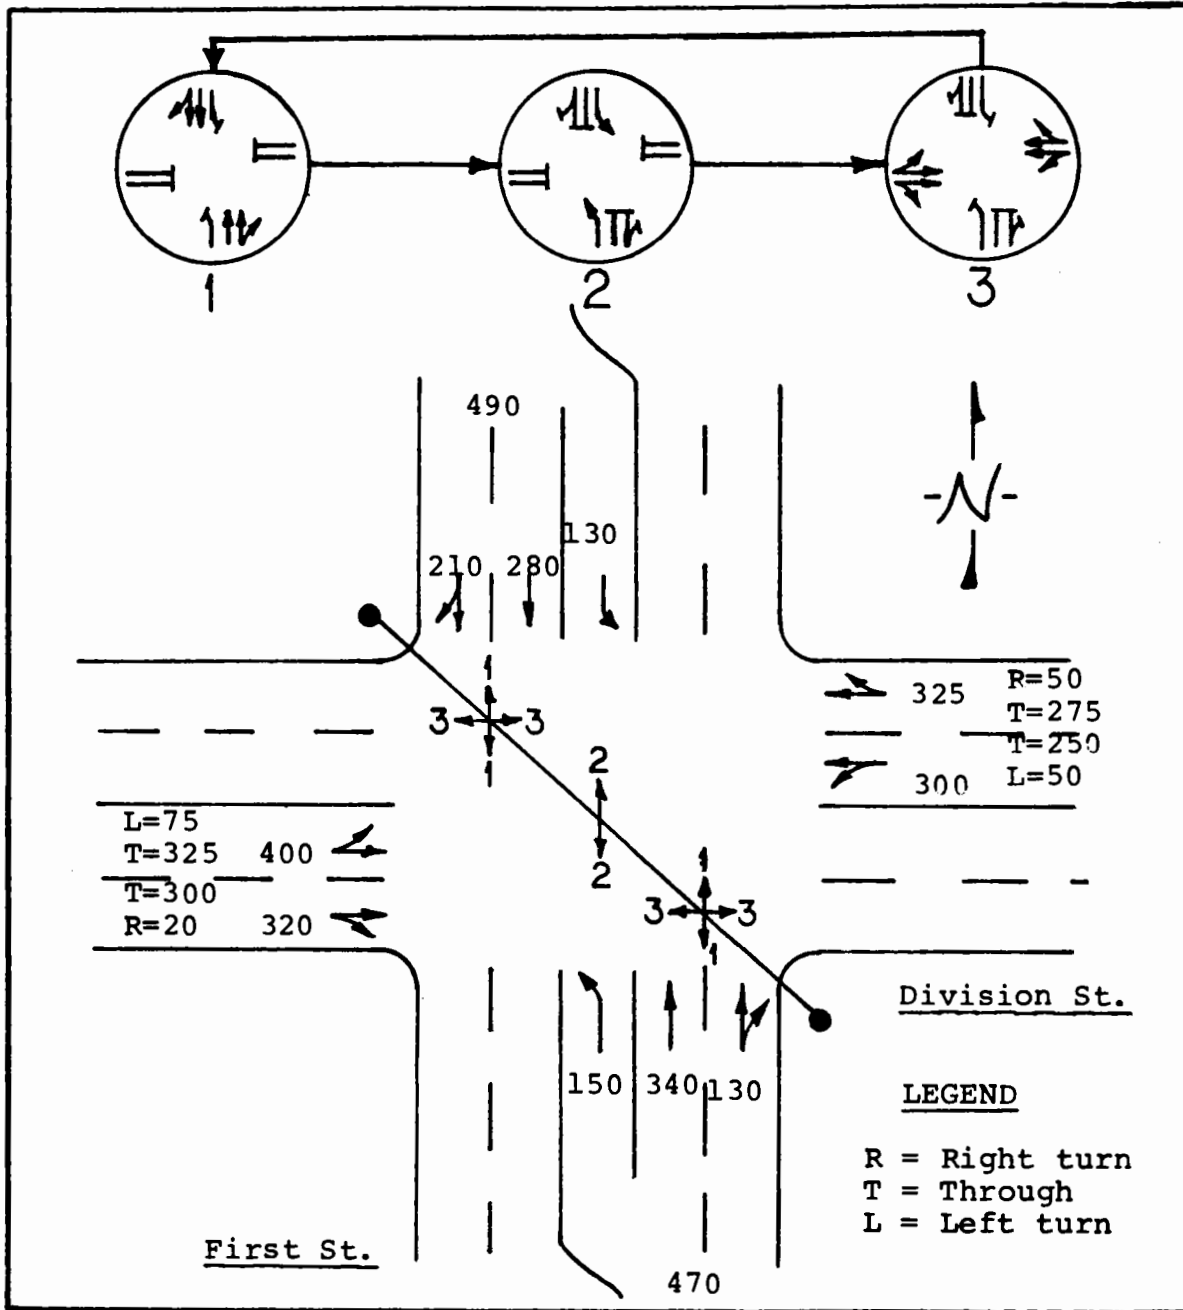 1
2
3
490
130
210 280
1
3 3
1
2
2
1
3 3
1
325 R=50
T=275
T=250
300 L=50
L=75
T=325 400
T=300
R=20 320
N
150 340 130
470
Division St.
LEGEND
R = Right turn
T = Through
L = Left turn
First St.